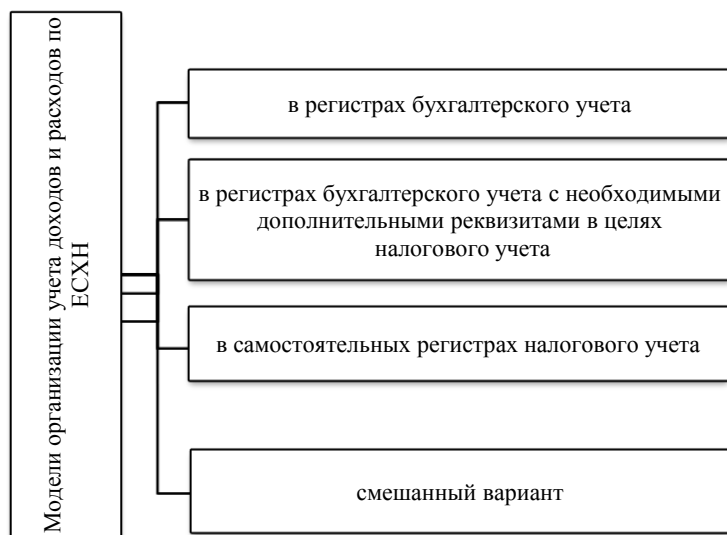 Модели организации учета доходов и расходов по
ЕСХН
в регистрах бухгалтерского учета
в регистрах бухгалтерского учета с необходимыми
дополнительными реквизитами в целях
налогового учета
в самостоятельных регистрах налогового учета
смешанный вариант